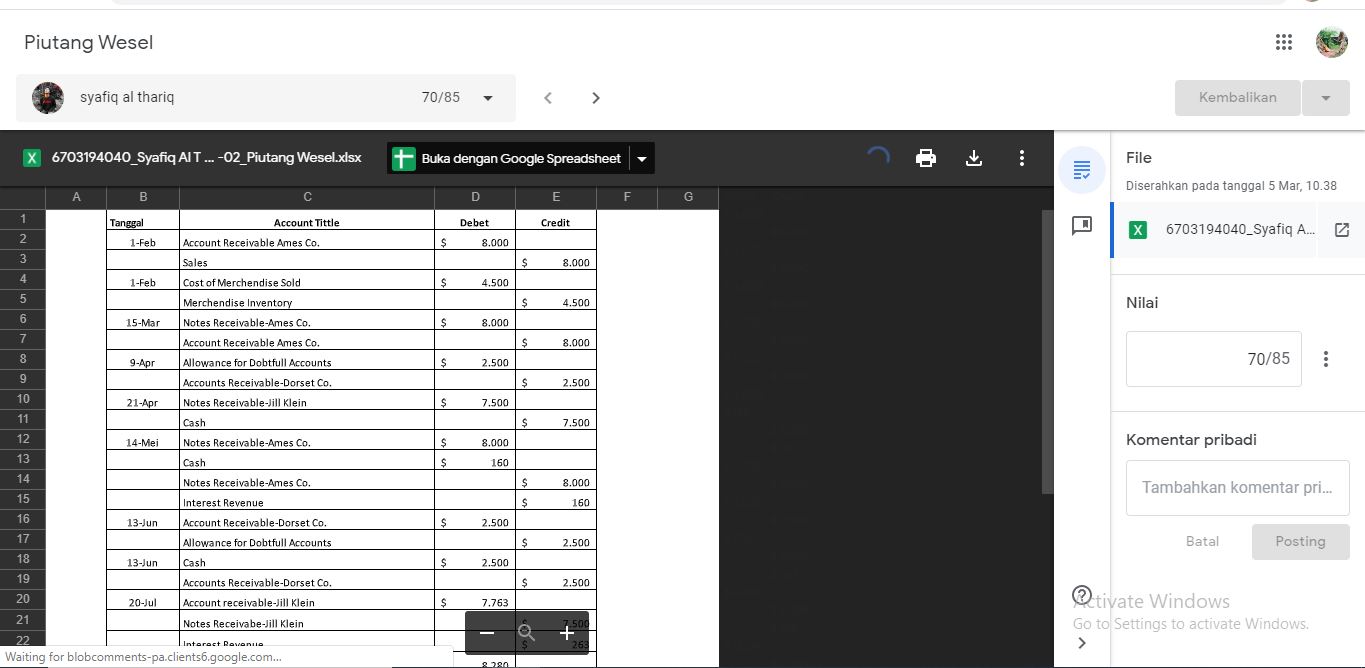 Piutang Wesel
syafiq al thariq 70/85
Kembalikan
6703194040_Syafiq Al T ... -02_Piutang Wesel.xlsx Buka dengan Google Spreadsheet
A B C D E F G
1 Tanggal Account Tittle Debet Credit
2 1-Feb Account Receivable Ames Co. $ 8.000
3 Sales $ 8.000
4 1-Feb Cost of Merchendise Sold $ 4.500
5 Merchendise Inventory $ 4.500
6 15-Mar Notes Receivable-Ames Co. $ 8.000
7 Account Receivable Ames Co. $ 8.000
8 9-Apr Allowance for Dobtfull Accounts $ 2.500
9 Accounts Receivable-Dorset Co. $ 2.500
10 21-Apr Notes Receivable-Jill Klein $ 7.500
11 Cash $ 7.500
12 14-Mei Notes Receivable-Ames Co. $ 8.000
13 Cash $ 160
14 Notes Receivable-Ames Co. $ 8.000
15 Interest Revenue $ 160
16 13-Jun Account Receivable-Dorset Co. $ 2.500
17 Allowance for Dobtfull Accounts $ 2.500
18 13-Jun Cash $ 2.500
19 Accounts Receivable-Dorset Co. $ 2.500
20 20-Jul Account receivable-Jill Klein $ 7.763
21 Notes Receivabe-Jill Klein $ 7.500
22 Interest Revenue $ 263
8.280
Waiting for blobcomments-pa.clients6.google.com...
File
Diserahkan pada tanggal 5 Mar, 10.38
6703194040_Syafiq A...
Nilai
70/85
Komentar pribadi
Tambahkan komentar pri...
Batal Posting
Activate Windows
Go to Settings to activate Windows.